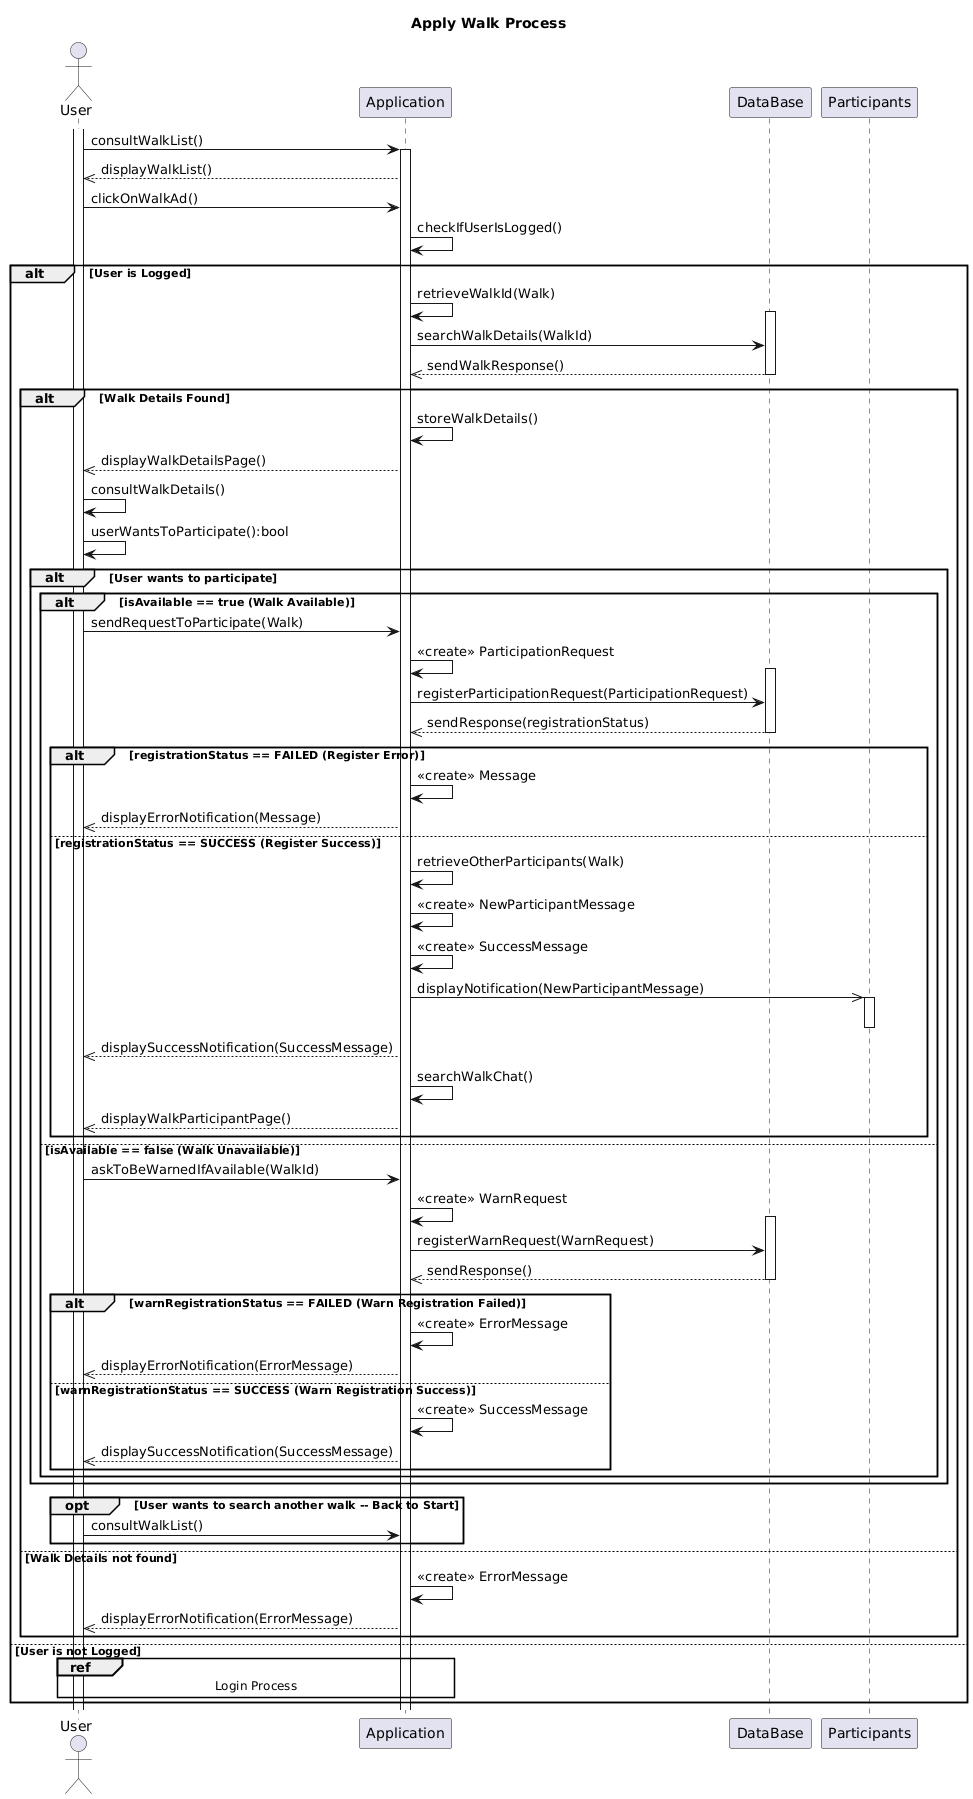 Apply Walk Process
User
Application
DataBase
Participants
consultWalkList()
displayWalkList()
clickOnWalkAd()
checkIfUserIsLogged()
alt [User is Logged]
retrieveWalkId(Walk)
searchWalkDetails(WalkId)
sendWalkResponse()
alt [Walk Details Found]
storeWalkDetails()
displayWalkDetailsPage()
consultWalkDetails()
userWantsToParticipate():bool
alt [User wants to participate]
alt [isAvailable == true (Walk Available)]
sendRequestToParticipate(Walk)
«create» ParticipationRequest
registerParticipationRequest(ParticipationRequest)
sendResponse(registrationStatus)
alt [registrationStatus == FAILED (Register Error)]
«create» Message
displayErrorNotification(Message)
[registrationStatus == SUCCESS (Register Success)]
retrieveOtherParticipants(Walk)
«create» NewParticipantMessage
«create» SuccessMessage
displayNotification(NewParticipantMessage)
displaySuccessNotification(SuccessMessage)
searchWalkChat()
displayWalkParticipantPage()
[isAvailable == false (Walk Unavailable)]
askToBeWarnedIfAvailable(WalkId)
«create» WarnRequest
registerWarnRequest(WarnRequest)
sendResponse()
alt [warnRegistrationStatus == FAILED (Warn Registration Failed)]
«create» ErrorMessage
displayErrorNotification(ErrorMessage)
[warnRegistrationStatus == SUCCESS (Warn Registration Success)]
«create» SuccessMessage
displaySuccessNotification(SuccessMessage)
opt [User wants to search another walk -- Back to Start]
consultWalkList()
[Walk Details not found]
«create» ErrorMessage
displayErrorNotification(ErrorMessage)
[User is not Logged]
ref
Login Process
User
Application
DataBase
Participants